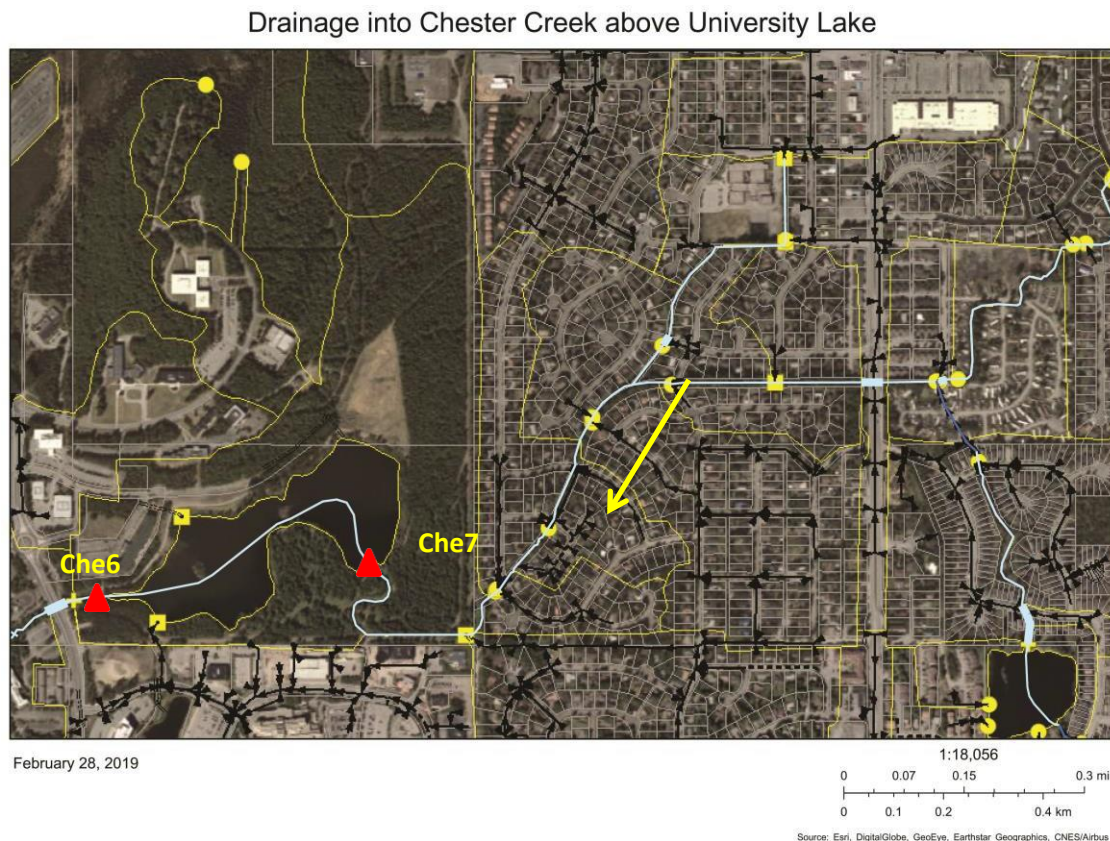 Drainage into Chester Creek above University Lake
Che7
Che6
February 28, 2019
1:18,056
0 0.07 0.15 0.3 mi
0 0.1 0.2 0.4 km
Source: Esri, DigitalGlobe, GeoEye, Earthstar Geographics, CNES/Airbus